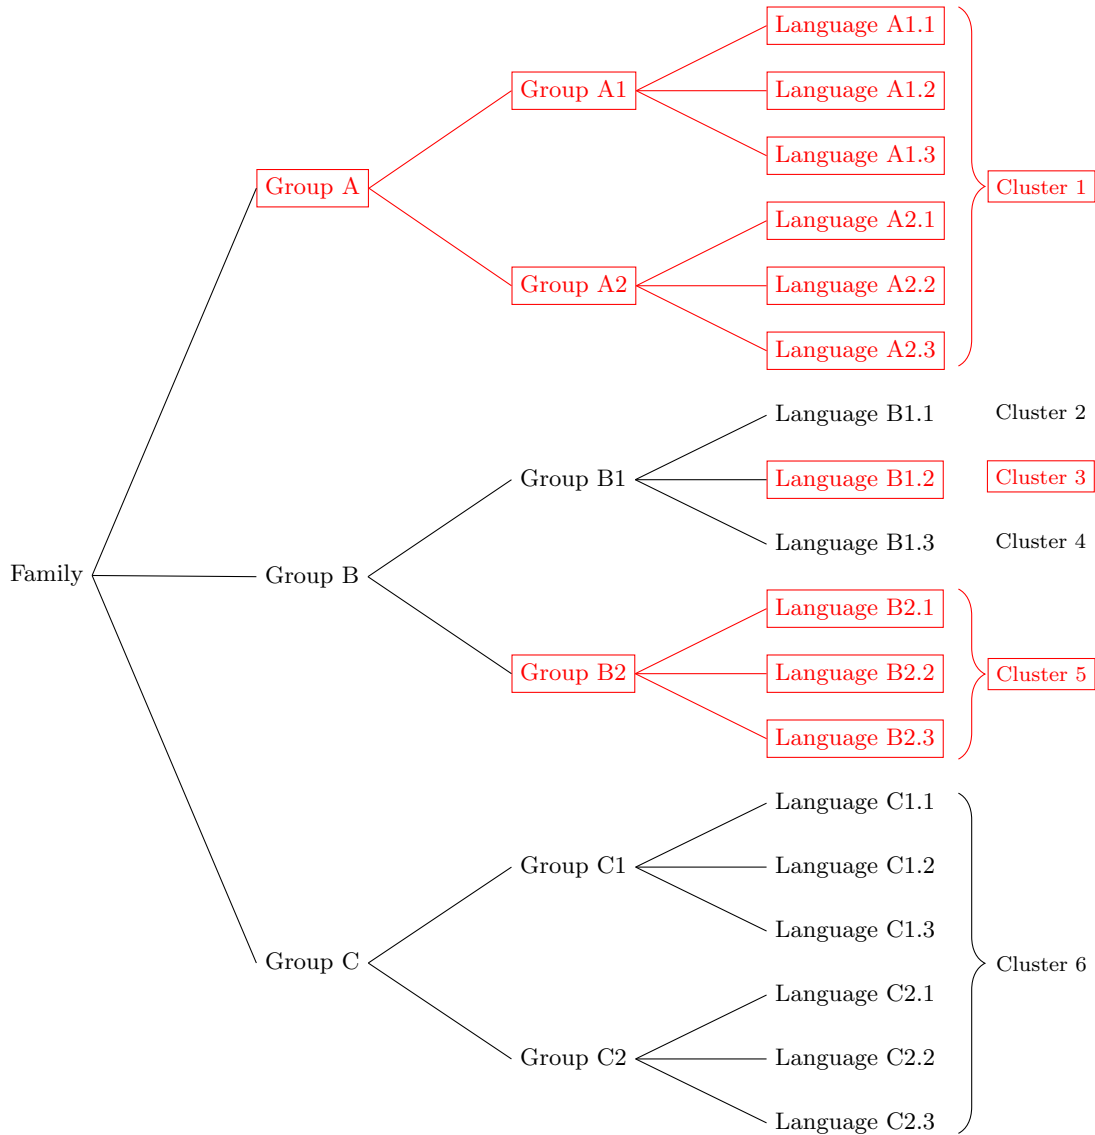 Language A1.1
Group A1
Language A1.2
Language A1.3
Group A
Cluster 1
Language A2.1
Group A2
Language A2.2
Language A2.3
Language B1.1
Cluster 2
Group B1
Language B1.2
Cluster 3
Language B1.3
Cluster 4
Family
Group B
Language B2.1
Group B2
Language B2.2
Cluster 5
Language B2.3
Language C1.1
Group C1
Language C1.2
Language C1.3
Group C
Cluster 6
Language C2.1
Group C2
Language C2.2
Language C2.3